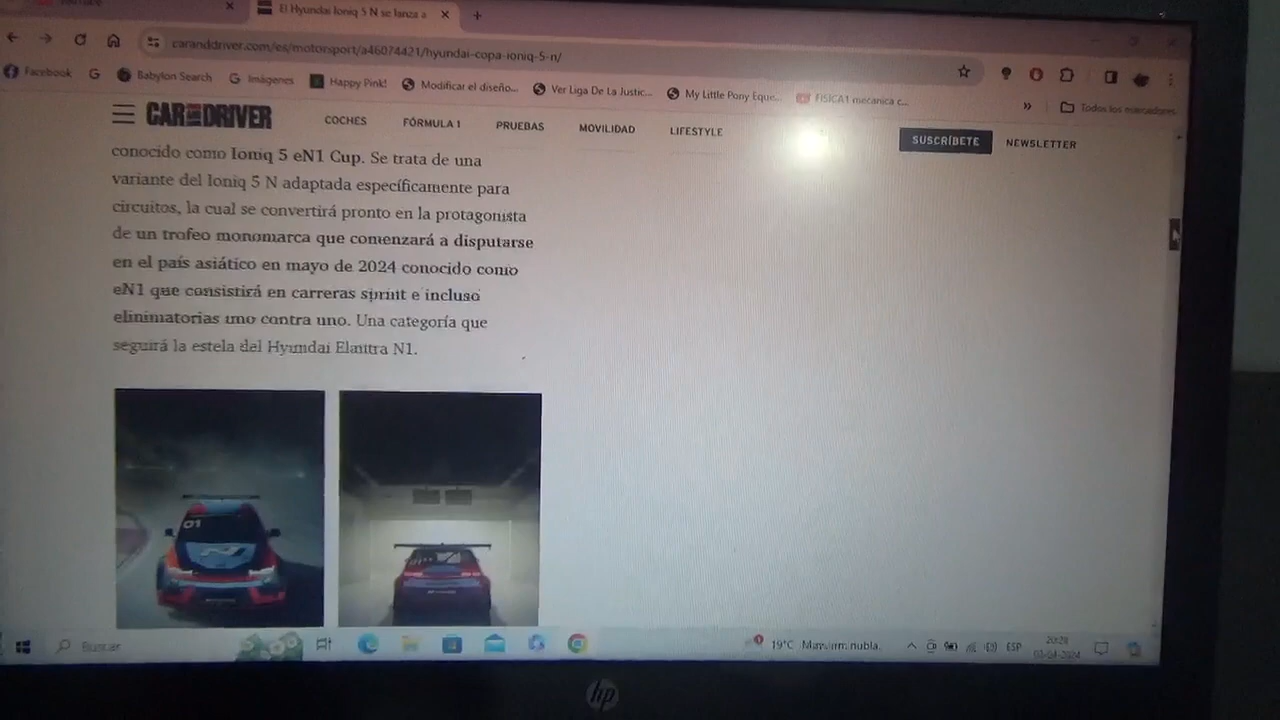 El Hyundai Ioniq 5 N se lanza a
caranddriver.com/es/motorsport/a46074421/hyundai-copa-ioniq-5-n/
Facebook
Babylon Search
Imágenes
Happy Pink!
Modificar el diseño...
Ver Liga De La Justic...
My Little Pony Eque...
FISICA1 mecanica c...
Todos los marcadores
CAR AND DRIVER
COCHES
FÓRMULA 1
PRUEBAS
MOVILIDAD
LIFESTYLE
SUSCRÍBETE
NEWSLETTER
conocido como Ioniq 5 eN1 Cup. Se trata de una
variante del Ioniq 5 N adaptada específicamente para
circuitos, la cual se convertirá pronto en la protagonista
de un trofeo monomarca que comenzará a disputarse
en el país asiático en mayo de 2024 conocido como
eN1 que consistirá en carreras sprint e incluso
eliminatorias uno contra uno. Una categoría que
seguirá la estela del Hyundai Elantra N1.
01
N
Buscar
19°C Mayorm. nubla.
ESP
20:28
03-04-2024
hp